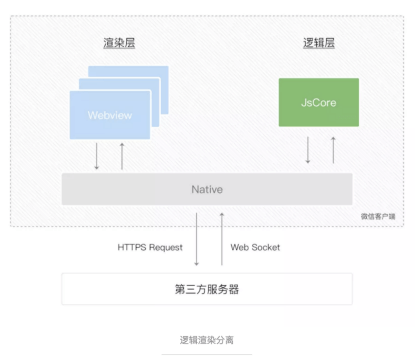 渲染层
逻辑层
Webview
JsCore
Native
微信客户端
HTTPS Request
Web Socket
第三方服务器
逻辑渲染分离